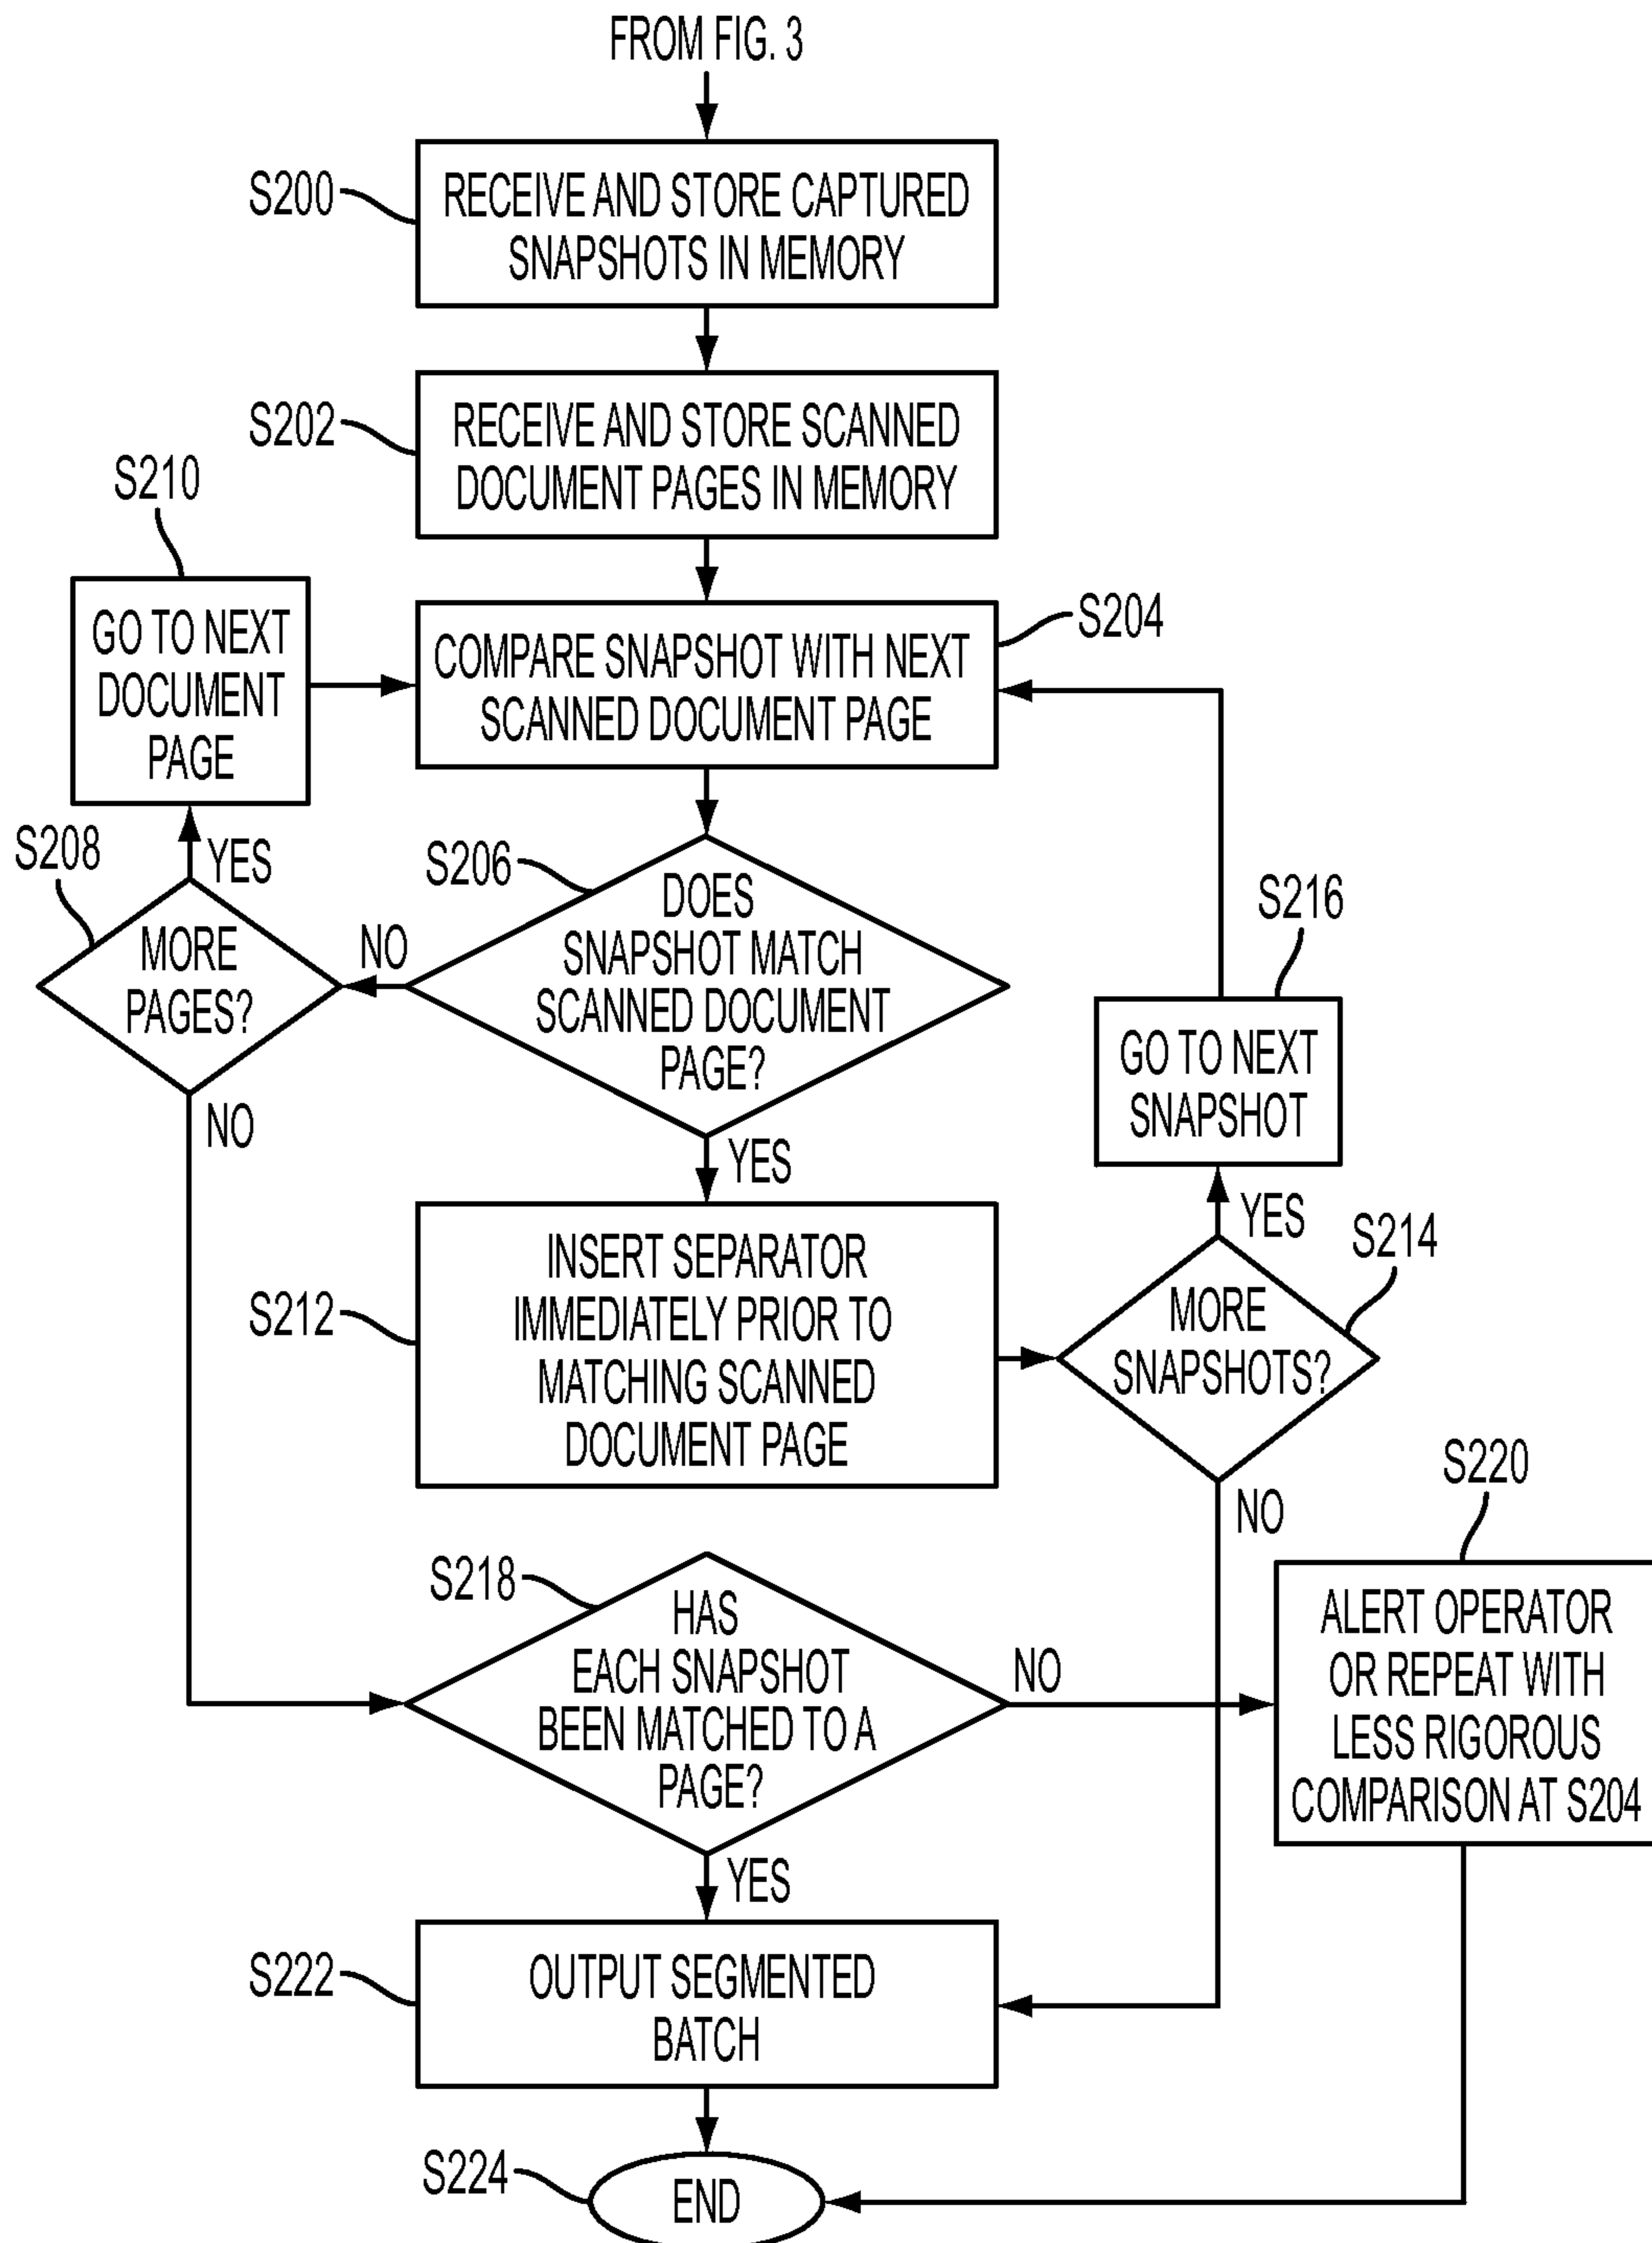 FROM FIG. 3
S200
RECEIVE AND STORE CAPTURED
SNAPSHOTS IN MEMORY
S202
RECEIVE AND STORE SCANNED
DOCUMENT PAGES IN MEMORY
S210
GO TO NEXT
DOCUMENT
PAGE
COMPARE SNAPSHOT WITH NEXT
SCANNED DOCUMENT PAGE
S204
S208
YES
MORE
PAGES?
NO
NO
S206
DOES
SNAPSHOT MATCH
SCANNED DOCUMENT
PAGE?
YES
S216
GO TO NEXT
SNAPSHOT
YES
S212
INSERT SEPARATOR
IMMEDIATELY PRIOR TO
MATCHING SCANNED
DOCUMENT PAGE
S214
MORE
SNAPSHOTS?
NO
S218
HAS
EACH SNAPSHOT
BEEN MATCHED TO A
PAGE?
NO
YES
S220
ALERT OPERATOR
OR REPEAT WITH
LESS RIGOROUS
COMPARISON AT S204
S222
OUTPUT SEGMENTED
BATCH
S224
END